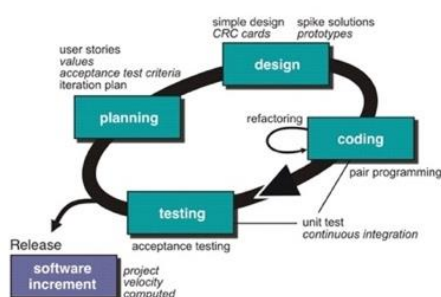 simple design
CRC cards
spike solutions
prototypes
user stories
values
acceptance test criteria
iteration plan
design
planning
refactoring
coding
pair programming
testing
unit test
continuous integration
acceptance testing
Release
software
increment
project
velocity
computed